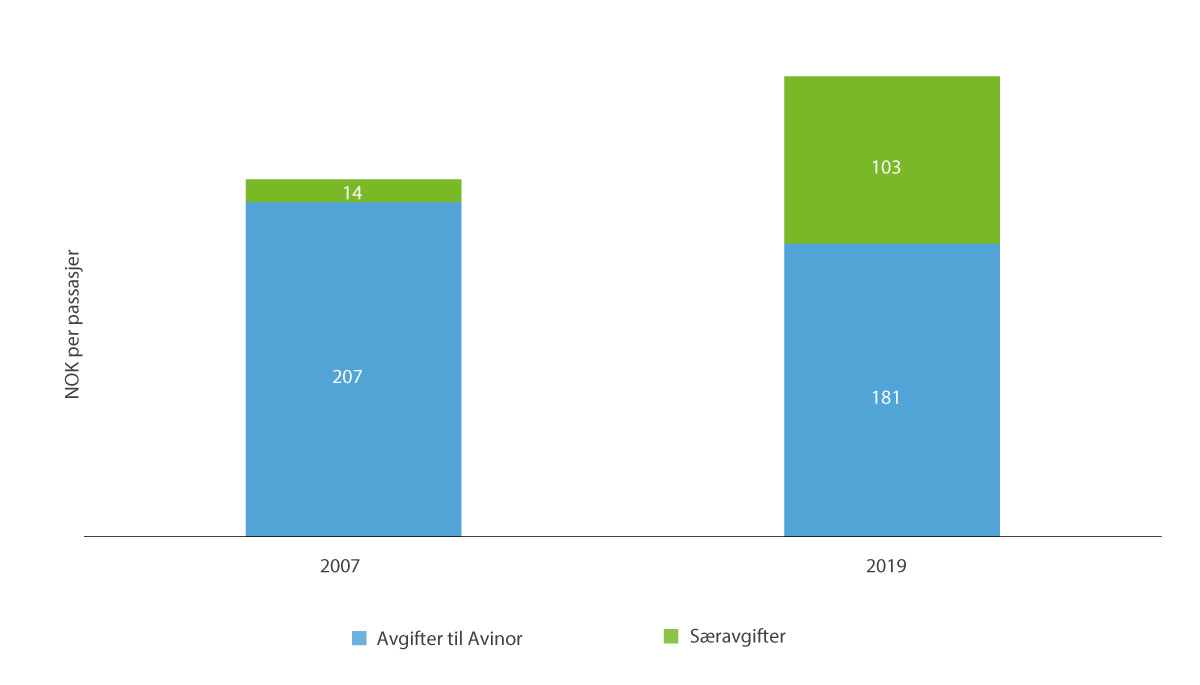 NOK per passasjer
14
207
103
181
2007
2019
Avgifter til Avinor
Særavgifter